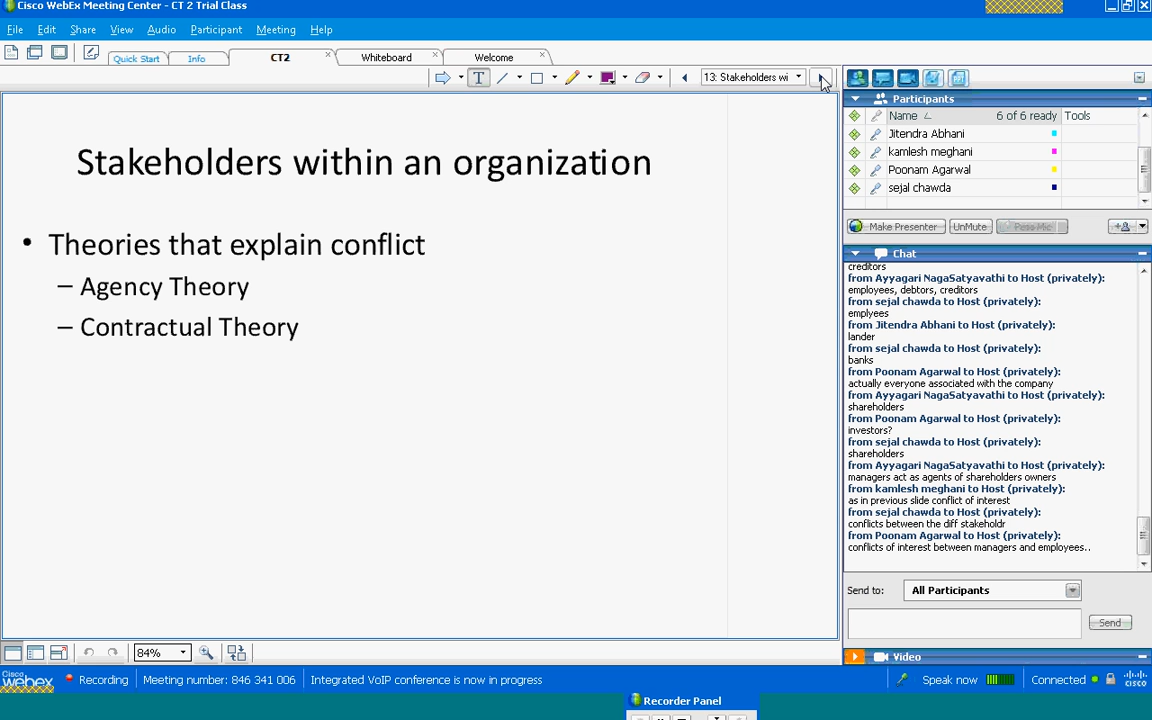 Cisco WebEx Meeting Center - CT 2 Trial Class
File Edit Share View Audio Participant Meeting Help
Quick Start Info CT2 Whiteboard Welcome
T 13: Stakeholders wi
Stakeholders within an organization
• Theories that explain conflict
– Agency Theory
– Contractual Theory
Participants
Name 6 of 6 ready Tools
Jitendra Abhani
kamlesh meghani
Poonam Agarwal
sejal chawda
Make Presenter UnMute Pass Mic
Chat
creditors
from Ayyagari NagaSatyavathi to Host (privately):
employees, debtors, creditors
from sejal chawda to Host (privately):
emplyees
from Jitendra Abhani to Host (privately):
lander
from sejal chawda to Host (privately):
banks
from Poonam Agarwal to Host (privately):
actually everyone associated with the company
from Ayyagari NagaSatyavathi to Host (privately):
shareholders
from Poonam Agarwal to Host (privately):
investors?
from sejal chawda to Host (privately):
shareholders
from Ayyagari NagaSatyavathi to Host (privately):
managers act as agents of shareholders owners
from kamlesh meghani to Host (privately):
as in previous slide conflict of interest
from sejal chawda to Host (privately):
conflicts between the diff stakeholdr
from Poonam Agarwal to Host (privately):
conflicts of interest between managers and employees..
Send to: All Participants
Send
84%
Video
Cisco webex Recording Meeting number: 846 341 006 Integrated VoIP conference is now in progress Speak now Connected cisco
Recorder Panel